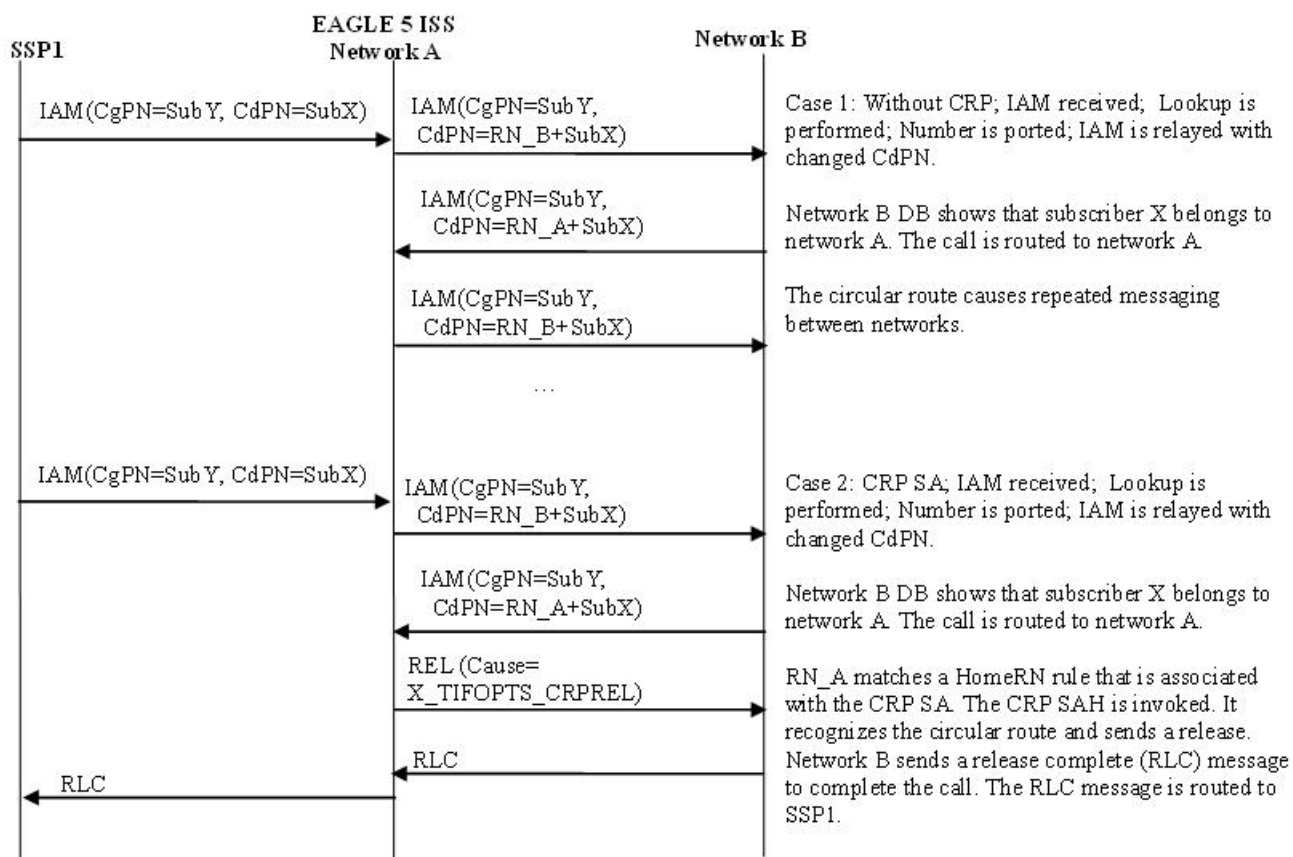 EAGLE 5 ISS
SSP1
Network A
Network B
IAM(CgPN=SubY, CdPN=SubX)
IAM(CgPN=SubY,
CdPN=RN_B+SubX)
Case 1: Without CRP; IAM received; Lookup is
performed; Number is ported; IAM is relayed with
changed CdPN.
IAM(CgPN=SubY,
CdPN=RN_A+SubX)
Network B DB shows that subscriber X belongs to
network A. The call is routed to network A.
IAM(CgPN=SubY,
CdPN=RN_B+SubX)
The circular route causes repeated messaging
between networks.
...
IAM(CgPN=SubY, CdPN=SubX)
IAM(CgPN=SubY,
CdPN=RN_B+SubX)
Case 2: CRP SA; IAM received; Lookup is
performed; Number is ported; IAM is relayed with
changed CdPN.
IAM(CgPN=SubY,
CdPN=RN_A+SubX)
Network B DB shows that subscriber X belongs to
network A. The call is routed to network A.
REL (Cause=
X_TIFOPTS_CRPREL)
RN_A matches a HomeRN rule that is associated
with the CRP SA. The CRP SAH is invoked. It
recognizes the circular route and sends a release.
RLC
RLC
Network B sends a release complete (RLC) message
to complete the call. The RLC message is routed to
SSP1.